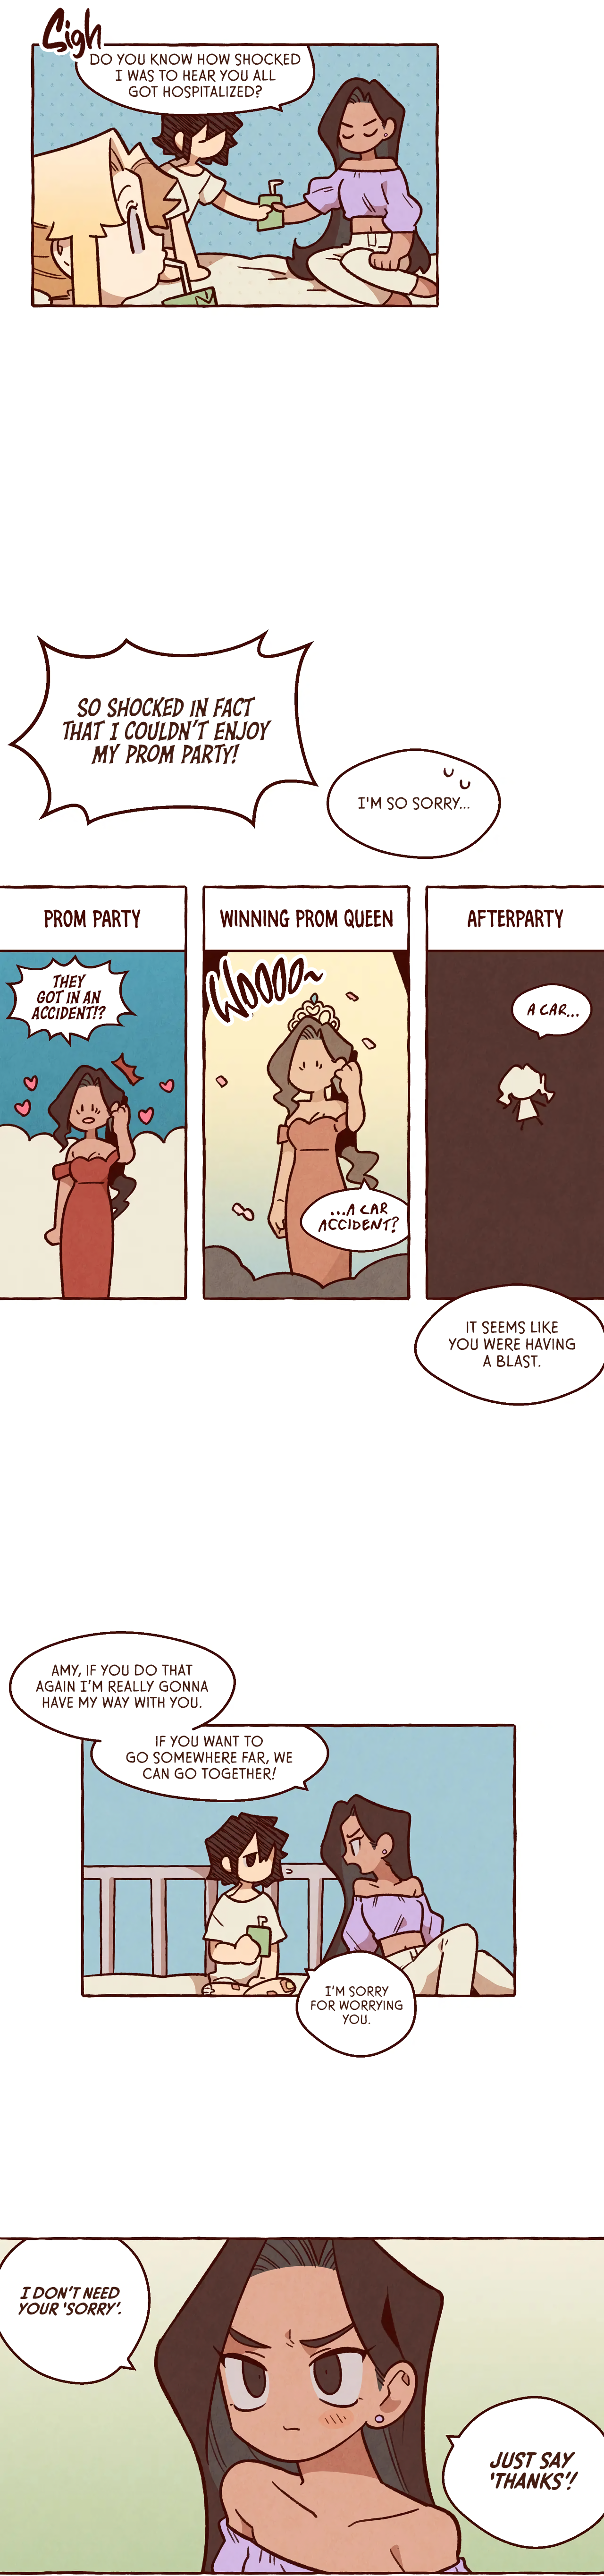 Sigh
DO YOU KNOW HOW SHOCKED
I WAS TO HEAR YOU ALL
GOT HOSPITALIZED?
SO SHOCKED IN FACT
THAT I COULDN'T ENJOY
MY PROM PARTY!
I'M SO SORRY...
PROM PARTY
THEY
GOT IN AN
ACCIDENT!?
WINNING PROM QUEEN
WOOOO~
...A CAR
ACCIDENT?
AFTERPARTY
A CAR...
IT SEEMS LIKE
YOU WERE HAVING
A BLAST.
AMY, IF YOU DO THAT
AGAIN I'M REALLY GONNA
HAVE MY WAY WITH YOU.
IF YOU WANT TO
GO SOMEWHERE FAR, WE
CAN GO TOGETHER!
I'M SORRY
FOR WORRYING
YOU.
I DON'T NEED
YOUR 'SORRY'.
JUST SAY
'THANKS'!